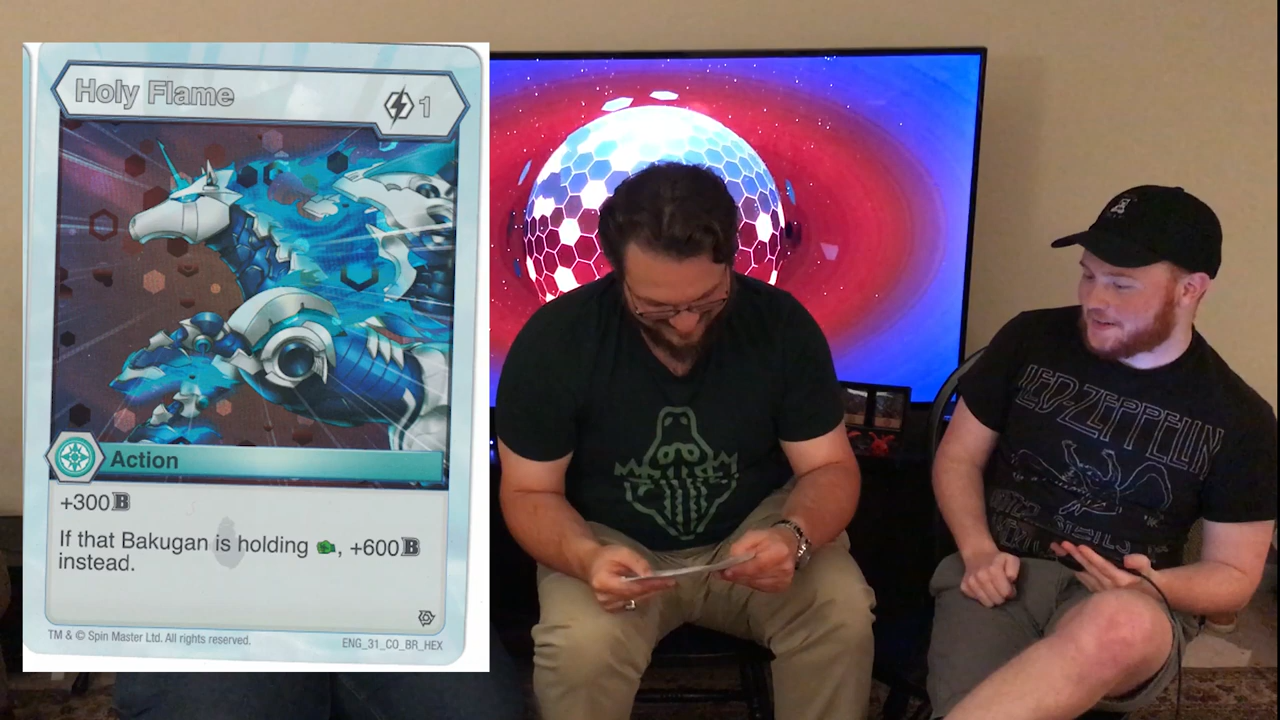 Holy Flame
1
Action
+300 B
If that Bakugan is holding , +600 B
instead.
TM & © Spin Master Ltd. All rights reserved.
ENG_31_CO_BR_HEX
LED-ZEPPELIN